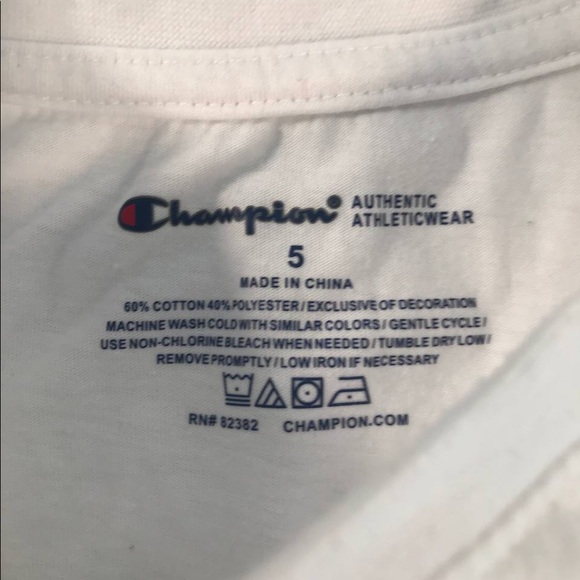 Champion® AUTHENTIC
ATHLETICWEAR
5
MADE IN CHINA
60% COTTON 40% POLYESTER / EXCLUSIVE OF DECORATION
MACHINE WASH COLD WITH SIMILAR COLORS / GENTLE CYCLE /
USE NON-CHLORINE BLEACH WHEN NEEDED / TUMBLE DRY LOW /
REMOVE PROMPTLY / LOW IRON IF NECESSARY
RN# 82382 CHAMPION.COM